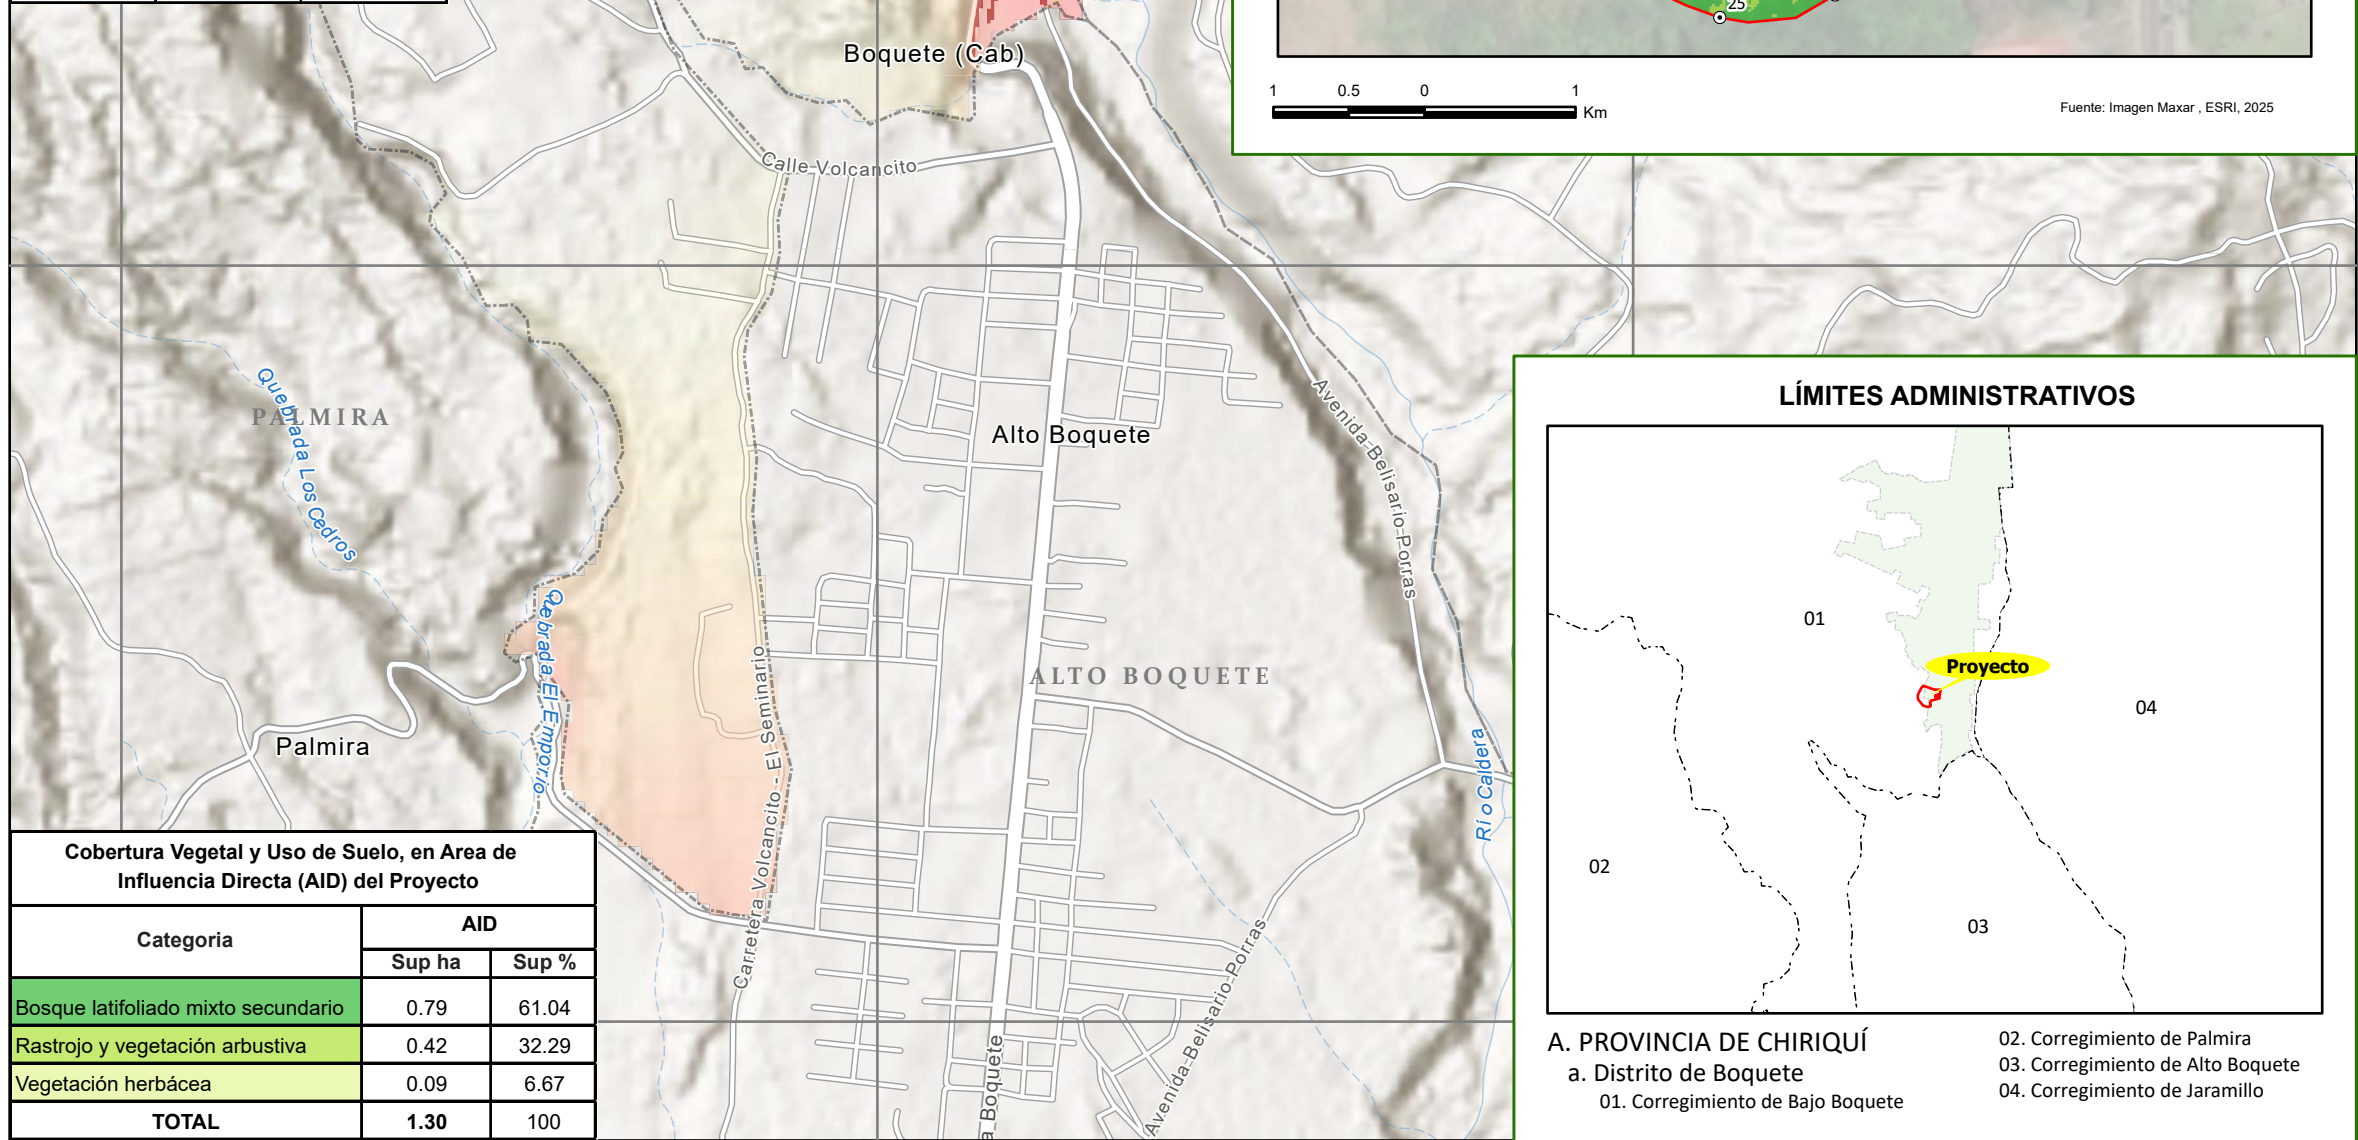 Boquete (Cab)
25
1 0.5 0 1
Km
Fuente: Imagen Maxar , ESRI, 2025
Calle Volcancito
Quebrada Los Cedros
PALMIRA
Alto Boquete
Avenida-Belisario-Porras
Quebrada El Emporio
Palmira
ALTO BOQUETE
Carretera Volcancito - El Seminario
Río Caldera
Avenida-Belisario-Porras
a Boquete
LÍMITES ADMINISTRATIVOS
01
Proyecto
04
02
03
A. PROVINCIA DE CHIRIQUÍ
a. Distrito de Boquete
01. Corregimiento de Bajo Boquete
02. Corregimiento de Palmira
03. Corregimiento de Alto Boquete
04. Corregimiento de Jaramillo
Cobertura Vegetal y Uso de Suelo, en Area de
Influencia Directa (AID) del Proyecto
Categoria AID
Sup ha Sup %
Bosque latifoliado mixto secundario 0.79 61.04
Rastrojo y vegetación arbustiva 0.42 32.29
Vegetación herbácea 0.09 6.67
TOTAL 1.30 100